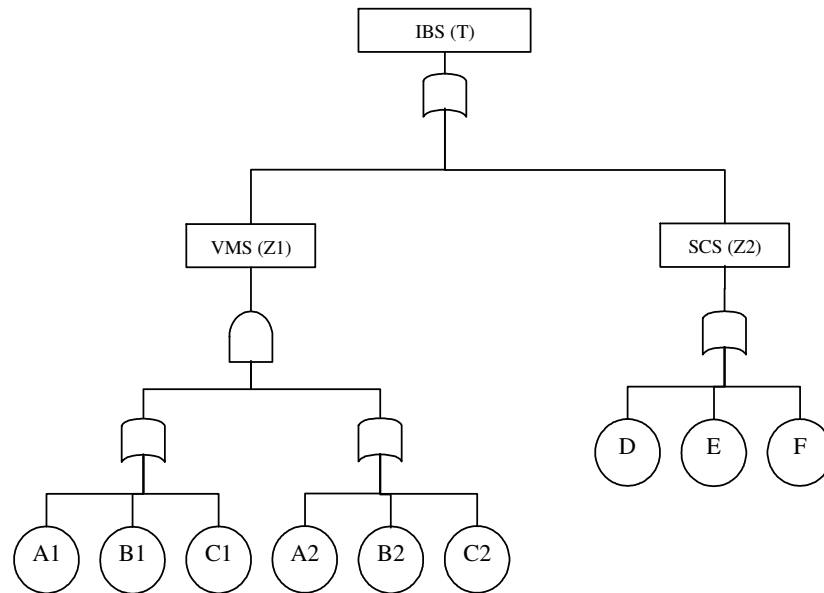 IBS (T)
VMS (Z1)
SCS (Z2)
D
E
F
A1
B1
C1
A2
B2
C2